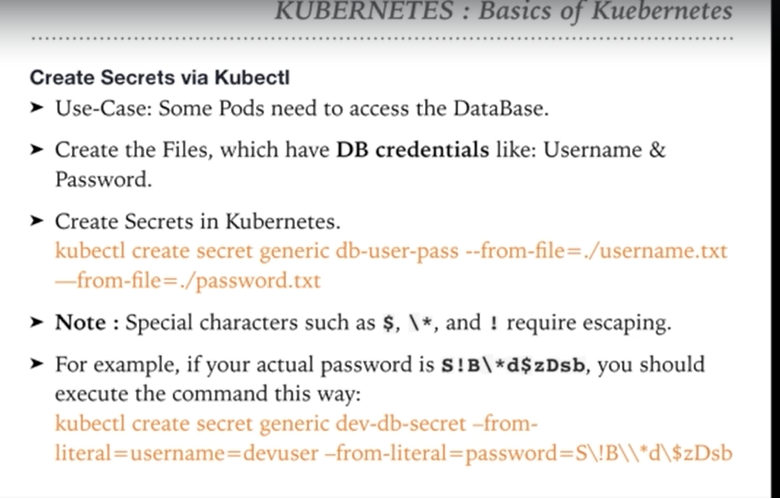 KUBERNETES : Basics of Kuebernetes
Create Secrets via Kubectl
➤ Use-Case: Some Pods need to access the DataBase.
➤ Create the Files, which have DB credentials like: Username &
Password.
➤ Create Secrets in Kubernetes.
kubectl create secret generic db-user-pass --from-file=./username.txt
—from-file=./password.txt
➤ Note : Special characters such as $, \*, and ! require escaping.
➤ For example, if your actual password is S!B\*d$zDsb, you should
execute the command this way:
kubectl create secret generic dev-db-secret –from-
literal=username=devuser –from-literal=password=S\!B\\*d\$zDsb